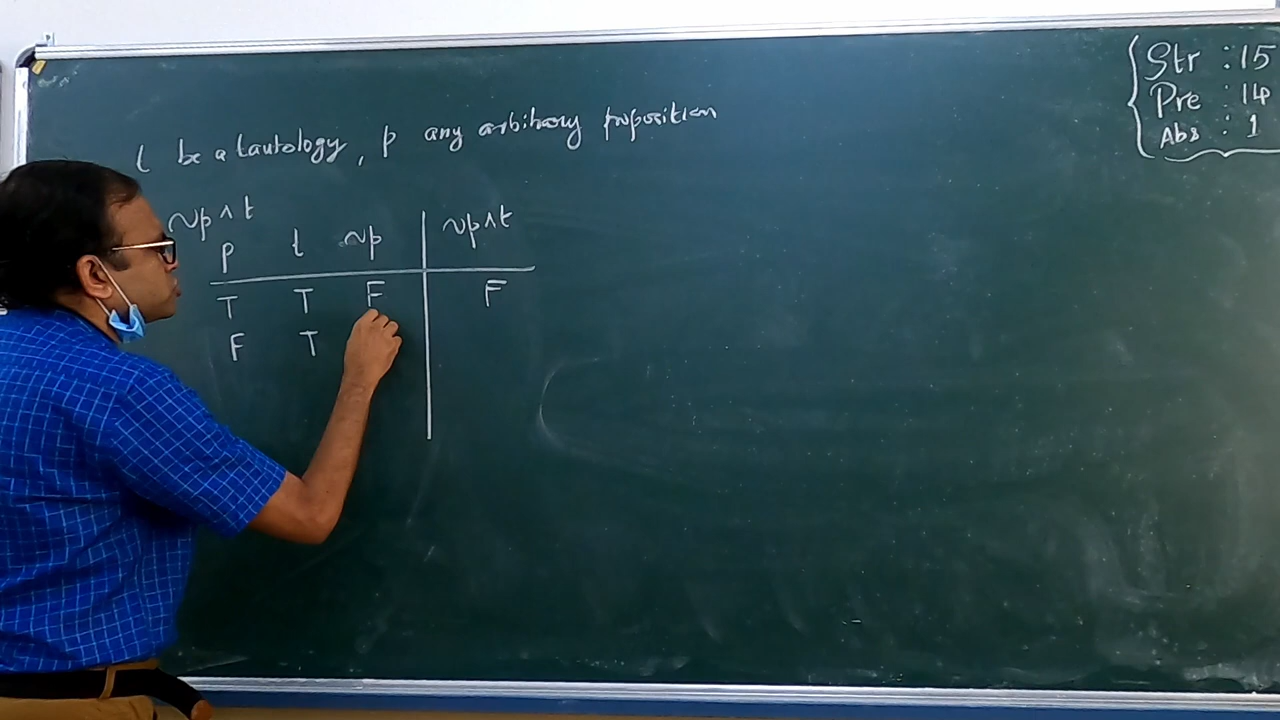 t be a tautology, p any arbitrary proposition
~p ∧ t
p t ~p ~p∧t
T T F F
F T
Str : 15
Pre : 14
Abs : 1